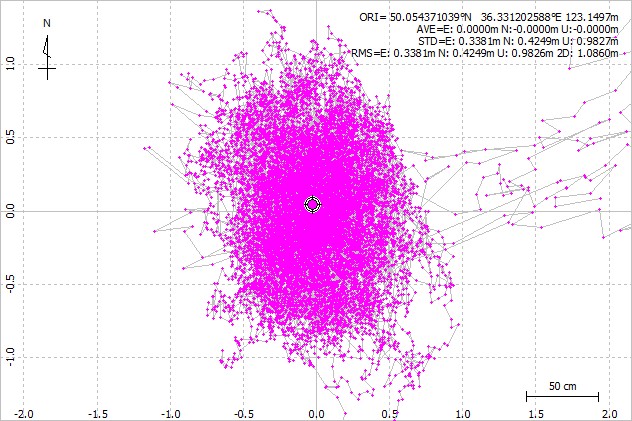 ORI= 50.054371039°N 36.331202588°E 123.1497m
AVE=E: 0.0000m N:-0.0000m U:-0.0000m
STD=E: 0.3381m N: 0.4249m U: 0.9827m
RMS=E: 0.3381m N: 0.4249m U: 0.9826m 2D: 1.0860m
N
1.0
0.5
0.0
-0.5
-1.0
50 cm
-2.0 -1.5 -1.0 -0.5 0.0 0.5 1.0 1.5 2.0